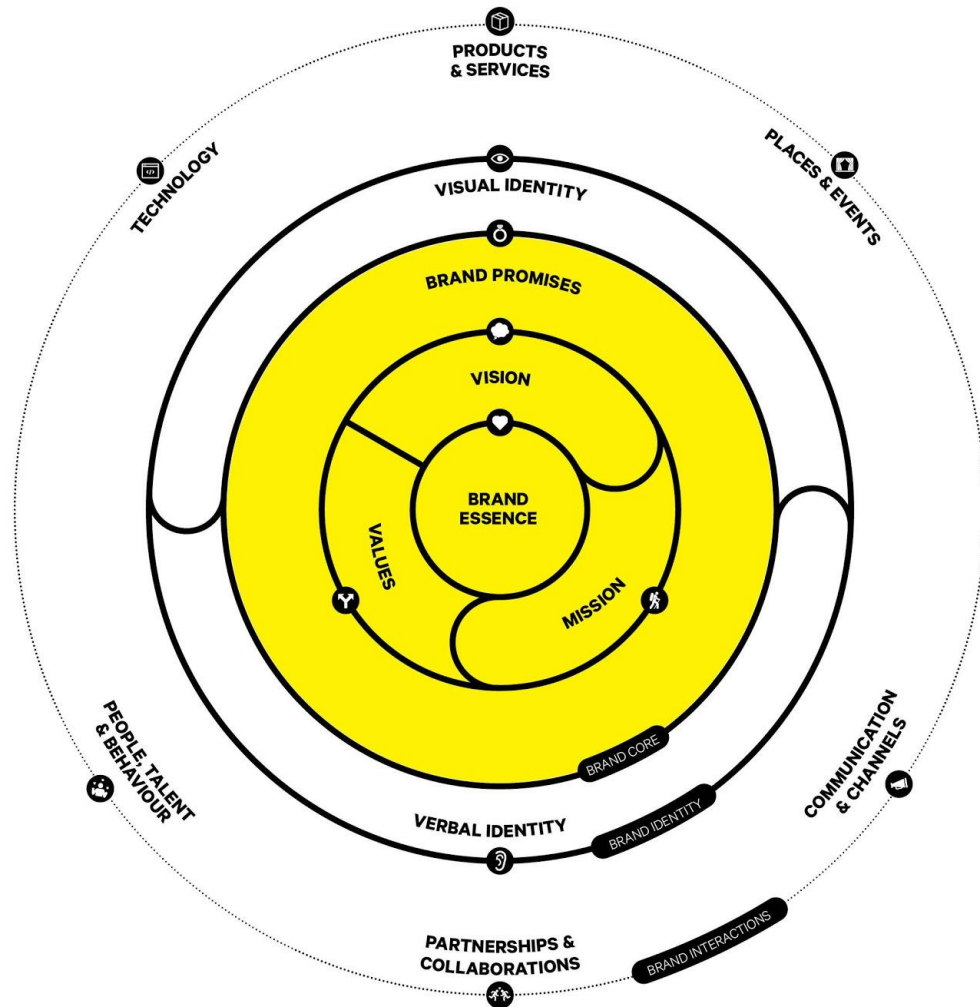 PRODUCTS
& SERVICES
TECHNOLOGY
PLACES & EVENTS
VISUAL IDENTITY
BRAND PROMISES
VISION
BRAND
ESSENCE
VALUES
MISSION
PEOPLE, TALENT
& BEHAVIOUR
COMMUNICATION
& CHANNELS
BRAND CORE
VERBAL IDENTITY
BRAND IDENTITY
PARTNERSHIPS &
COLLABORATIONS
BRAND INTERACTIONS